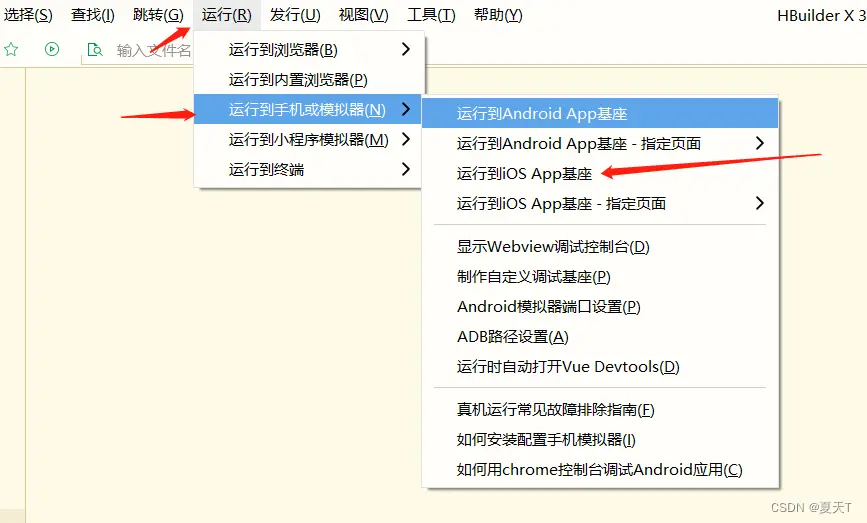 选择(S) 查找(I) 跳转(G) 运行(R) 发行(U) 视图(V) 工具(T) 帮助(Y) HBuilder X 3
输入文件名
运行到浏览器(B)
运行到内置浏览器(P)
运行到手机或模拟器(N)
运行到小程序模拟器(M)
运行到终端
运行到Android App基座
运行到Android App基座 - 指定页面
运行到iOS App基座
运行到iOS App基座 - 指定页面
显示Webview调试控制台(D)
制作自定义调试基座(P)
Android模拟器端口设置(P)
ADB路径设置(A)
运行时自动打开Vue Devtools(D)
真机运行常见故障排除指南(F)
如何安装配置手机模拟器(I)
如何用chrome控制台调试Android应用(C)
CSDN @夏天T